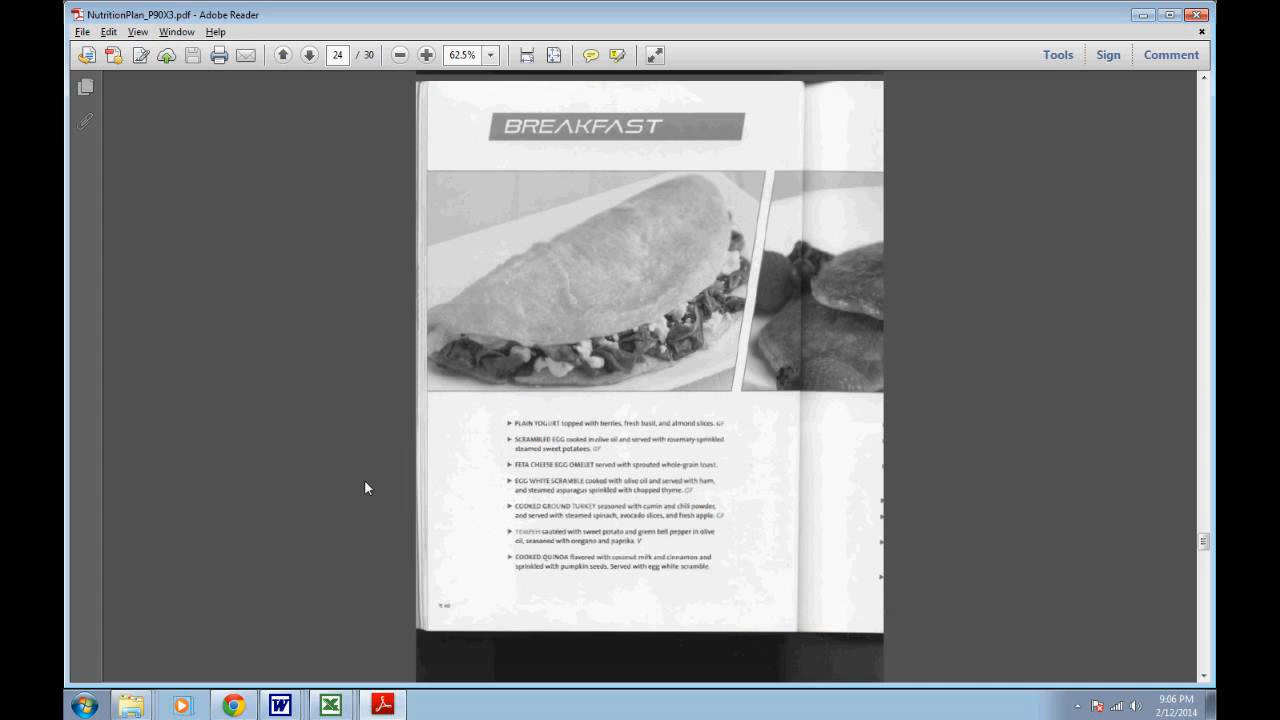 NutritionPlan_P90X3.pdf - Adobe Reader
File Edit View Window Help
24 / 30 62.5% Tools Sign Comment
BREAKFAST
PLAIN YOGURT topped with berries, fresh basil, and almond slices. GF
SCRAMBLED EGG cooked in olive oil and served with rosemary-sprinkled
steamed sweet potatoes. GF
FETA CHEESE EGG OMELET served with sprouted whole-grain toast.
EGG WHITE SCRAMBLE cooked with olive oil and served with ham,
and steamed asparagus sprinkled with chopped thyme. GF
COOKED GROUND TURKEY seasoned with cumin and chili powder,
and served with steamed spinach, avocado slices, and fresh apple. GF
TEMPEH sautéed with sweet potato and green bell pepper in olive
oil, seasoned with oregano and paprika. V
COOKED QUINOA flavored with coconut milk and cinnamon and
sprinkled with pumpkin seeds. Served with egg white scramble.
9:06 PM
2/12/2014